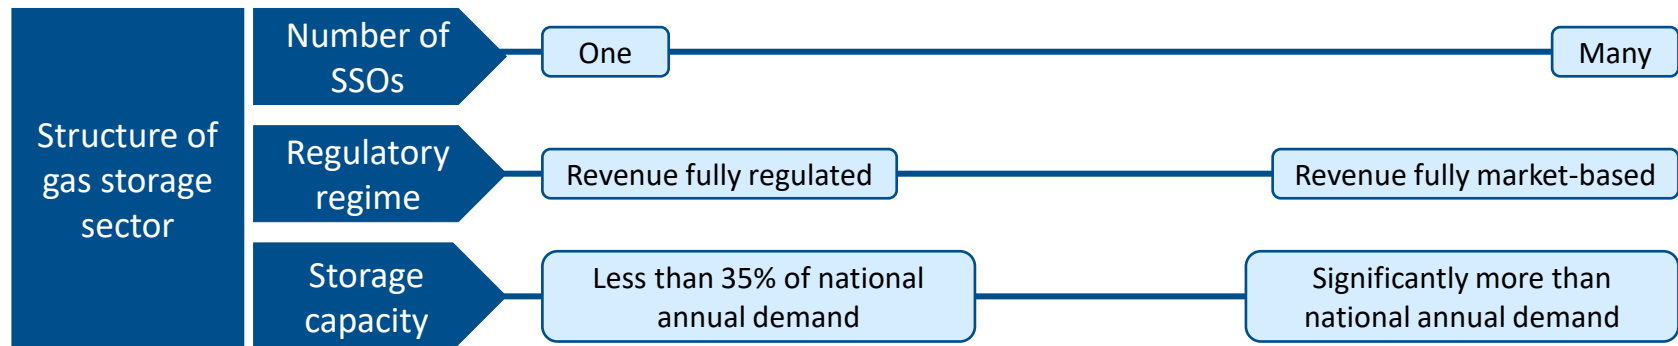 Structure of
gas storage
sector
Number of
SSOs
One
Many
Regulatory
regime
Revenue fully regulated
Revenue fully market-based
Storage
capacity
Less than 35% of national
annual demand
Significantly more than
national annual demand